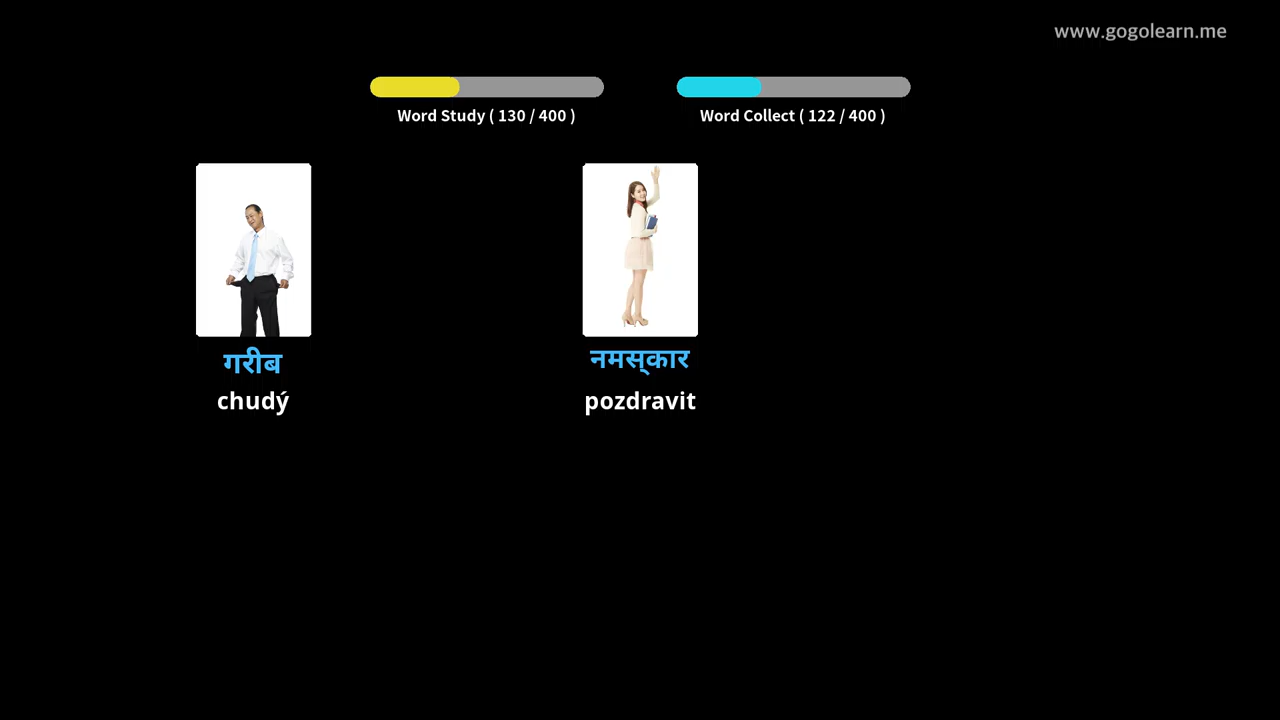 www.gogolearn.me
Word Study ( 130 / 400 )
Word Collect ( 122 / 400 )
गरीब
chudý
नमस्कार
pozdravit